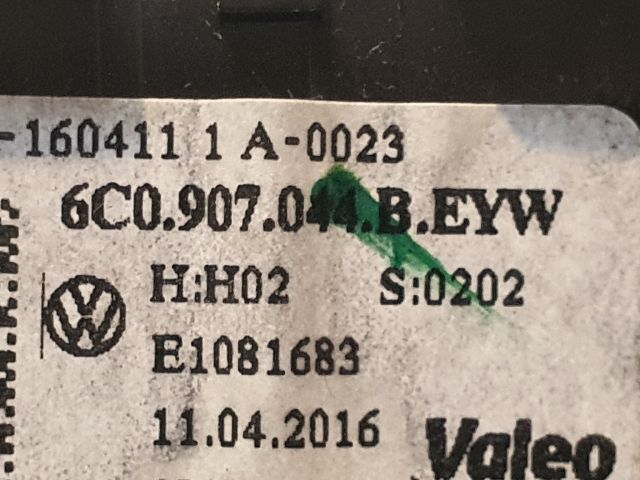 -160411 1 A-0023
6C0.907.044.B.EYW
H:H02 S:0202
E1081683
11.04.2016
Valeo